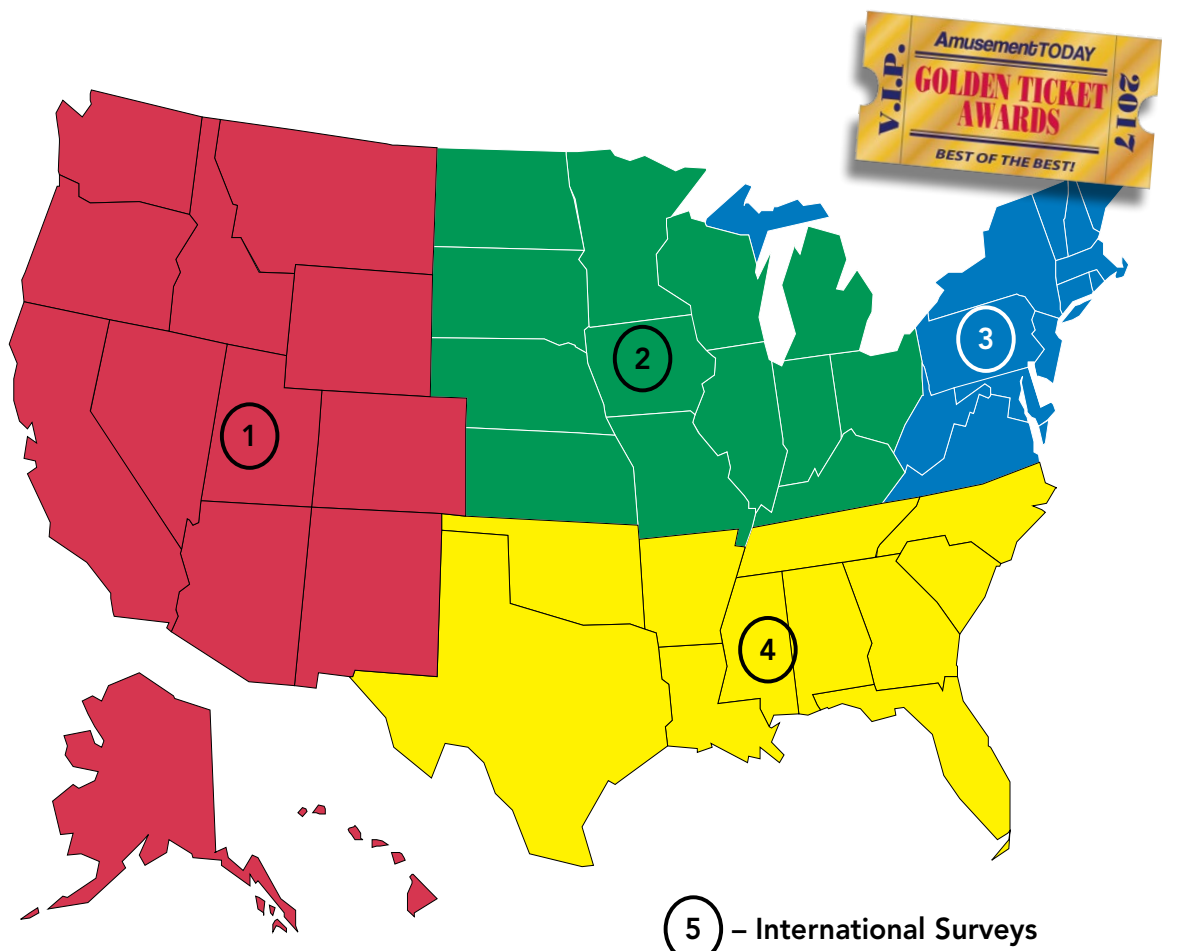 V.I.P.
AmusementTODAY
GOLDEN TICKET
AWARDS
BEST OF THE BEST!
2017
1
2
3
4
5 – International Surveys